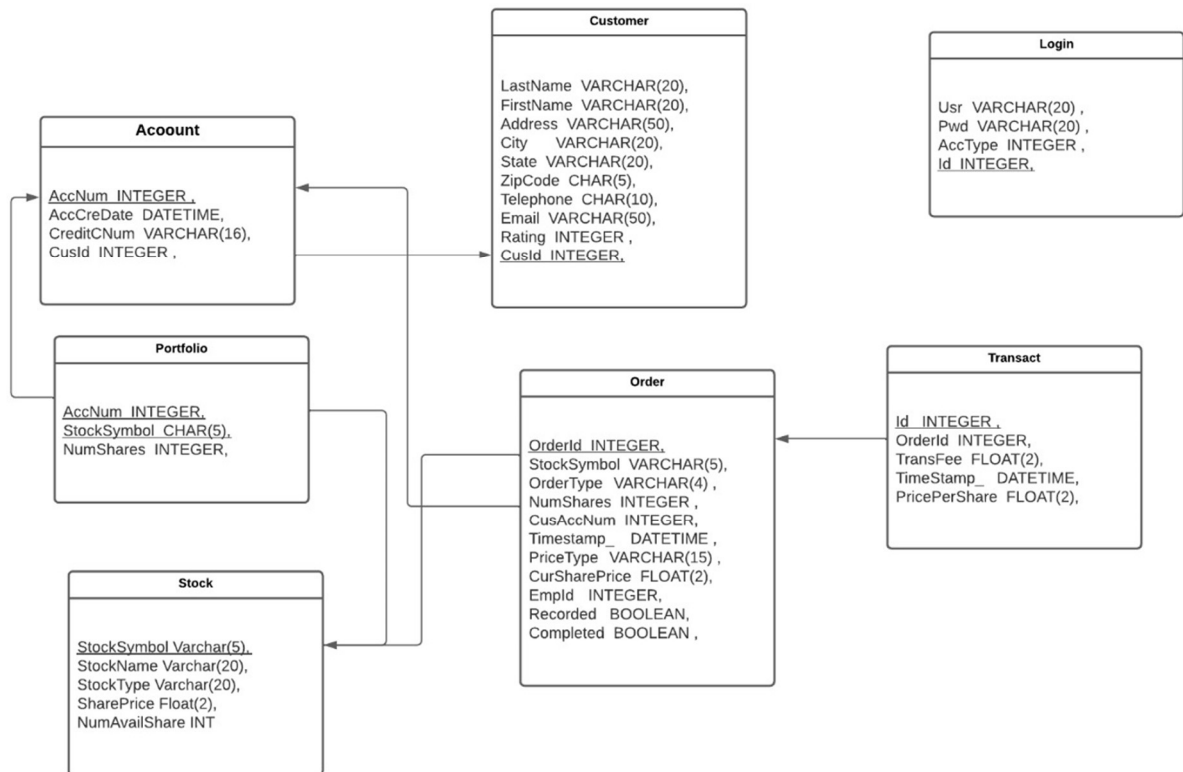 Customer
LastName VARCHAR(20),
FirstName VARCHAR(20),
Address VARCHAR(50),
City VARCHAR(20),
State VARCHAR(20),
ZipCode CHAR(5),
Telephone CHAR(10),
Email VARCHAR(50),
Rating INTEGER ,
CusId INTEGER,
Login
Usr VARCHAR(20) ,
Pwd VARCHAR(20),
AccType INTEGER ,
Id INTEGER,
Acoount
AccNum INTEGER ,
AccCreDate DATETIME,
CreditCNum VARCHAR(16),
CusId INTEGER ,
Portfolio
AccNum INTEGER,
StockSymbol CHAR(5),
NumShares INTEGER,
Order
OrderId INTEGER,
StockSymbol VARCHAR(5),
OrderType VARCHAR(4) ,
NumShares INTEGER ,
CusAccNum INTEGER,
Timestamp_ DATETIME ,
PriceType VARCHAR(15) ,
CurSharePrice FLOAT(2),
EmpId INTEGER,
Recorded BOOLEAN,
Completed BOOLEAN ,
Transact
Id INTEGER ,
OrderId INTEGER,
TransFee FLOAT(2),
TimeStamp_ DATETIME,
PricePerShare FLOAT(2),
Stock
StockSymbol Varchar(5),
StockName Varchar(20),
StockType Varchar(20),
SharePrice Float(2),
NumAvailShare INT